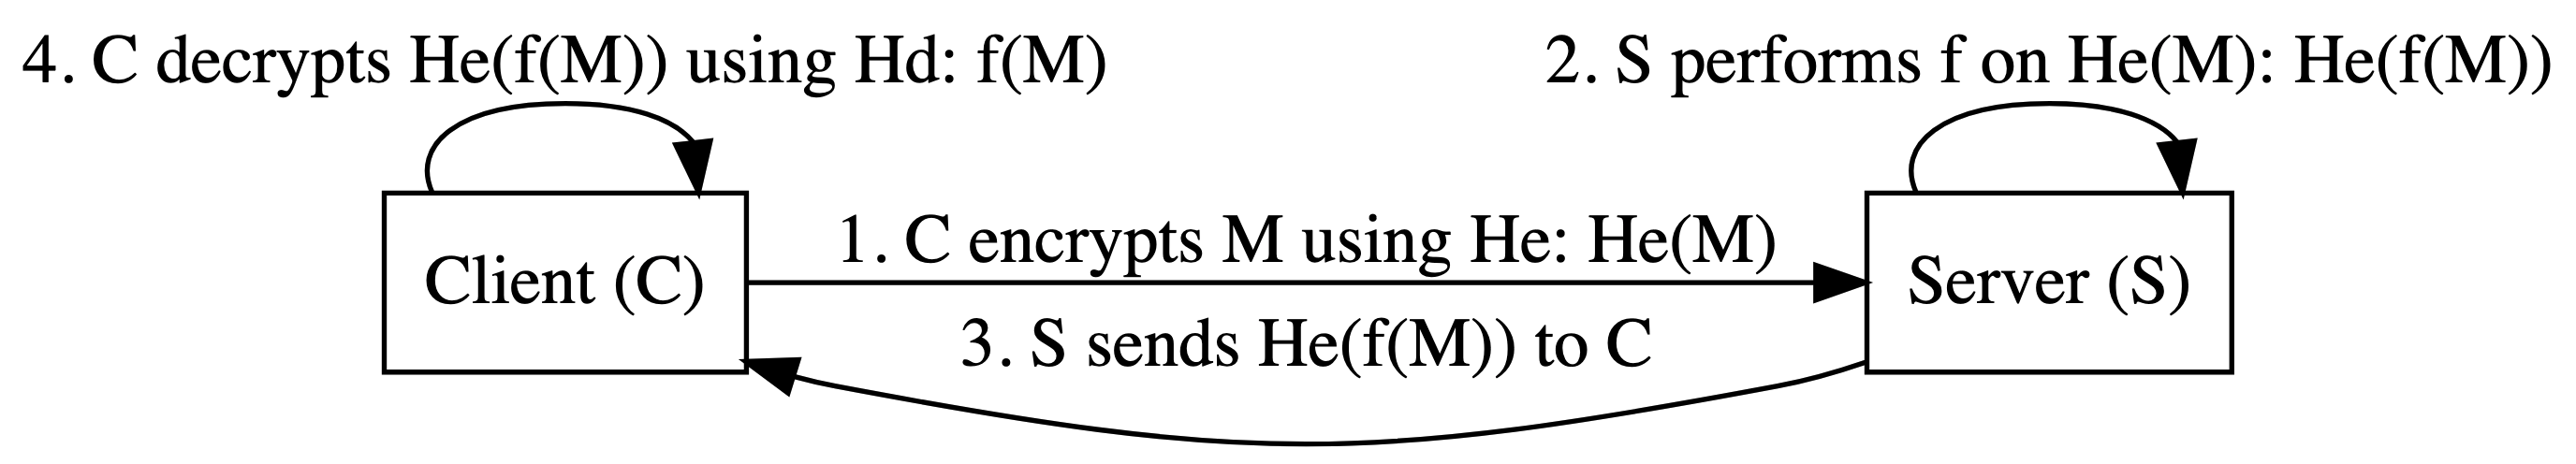 4. C decrypts He(f(M)) using Hd: f(M)
2. S performs f on He(M): He(f(M))
1. C encrypts M using He: He(M)
Client (C)
Server (S)
3. S sends He(f(M)) to C